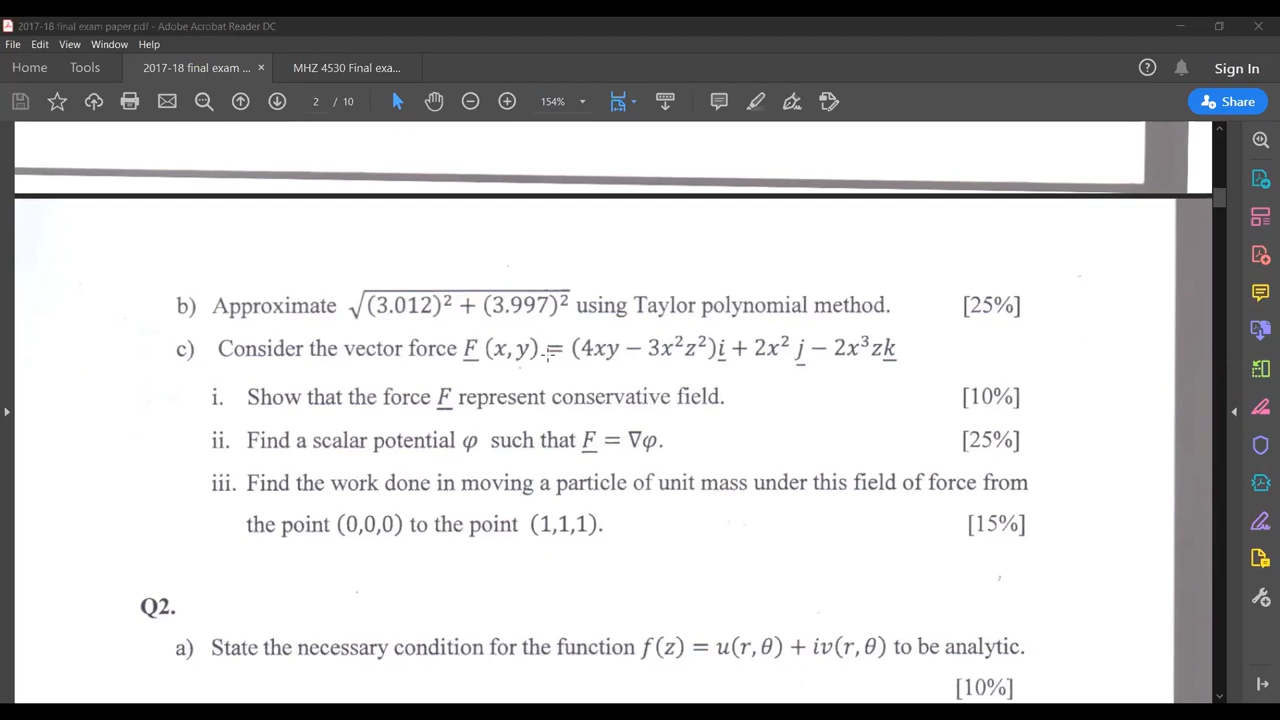 2017-18 final exam paper.pdf - Adobe Acrobat Reader DC
File Edit View Window Help
Home Tools 2017-18 final exam ... × MHZ 4530 Final exa... Sign In
2 / 10 154% Share
b) Approximate √((3.012)² + (3.997)²) using Taylor polynomial method. [25%]
c) Consider the vector force F (x, y) = (4xy − 3x²z²)i + 2x² j − 2x³zk
i. Show that the force F represent conservative field. [10%]
ii. Find a scalar potential φ such that F = ∇φ. [25%]
iii. Find the work done in moving a particle of unit mass under this field of force from
the point (0,0,0) to the point (1,1,1). [15%]
Q2.
a) State the necessary condition for the function f(z) = u(r, θ) + iv(r, θ) to be analytic.
[10%]